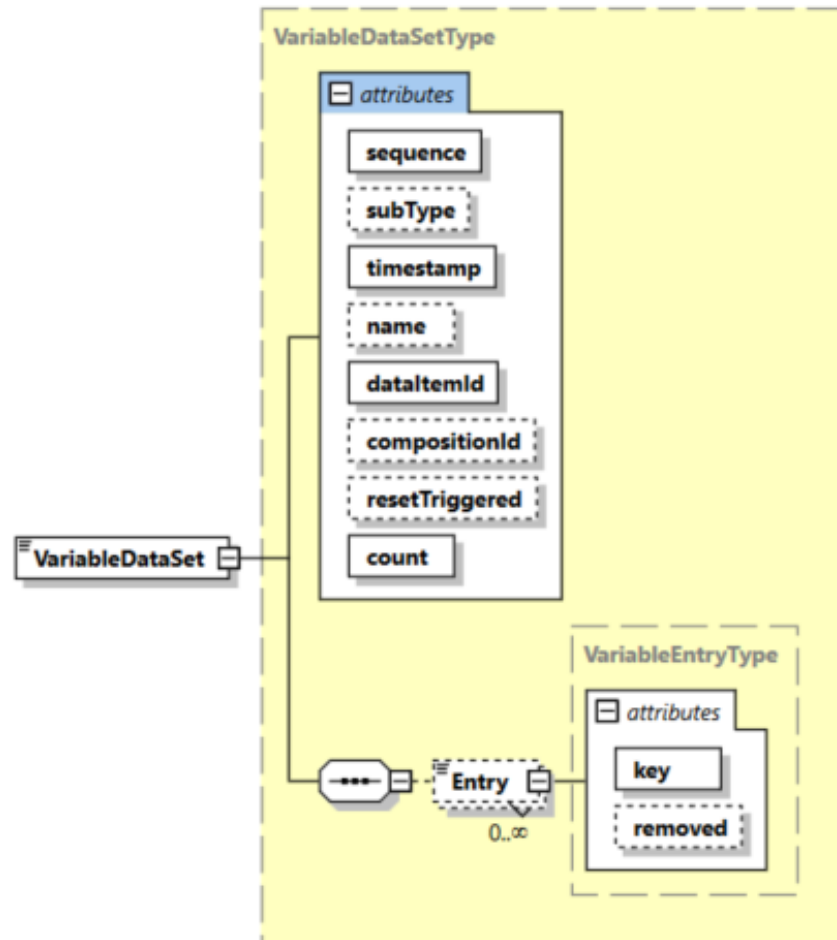 VariableDataSetType
attributes
sequence
subType
timestamp
name
dataItemId
compositionId
resetTriggered
count
VariableDataSet
VariableEntryType
attributes
key
Entry
removed
0..∞